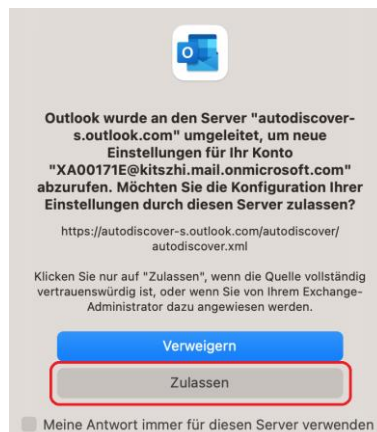 Outlook wurde an den Server "autodiscover-
s.outlook.com" umgeleitet, um neue
Einstellungen für Ihr Konto
"XA00171E@kitszhi.mail.onmicrosoft.com"
abzurufen. Möchten Sie die Konfiguration Ihrer
Einstellungen durch diesen Server zulassen?
https://autodiscover-s.outlook.com/autodiscover/
autodiscover.xml
Klicken Sie nur auf "Zulassen", wenn die Quelle vollständig
vertrauenswürdig ist, oder wenn Sie von Ihrem Exchange-
Administrator dazu angewiesen werden.
Verweigern
Zulassen
Meine Antwort immer für diesen Server verwenden